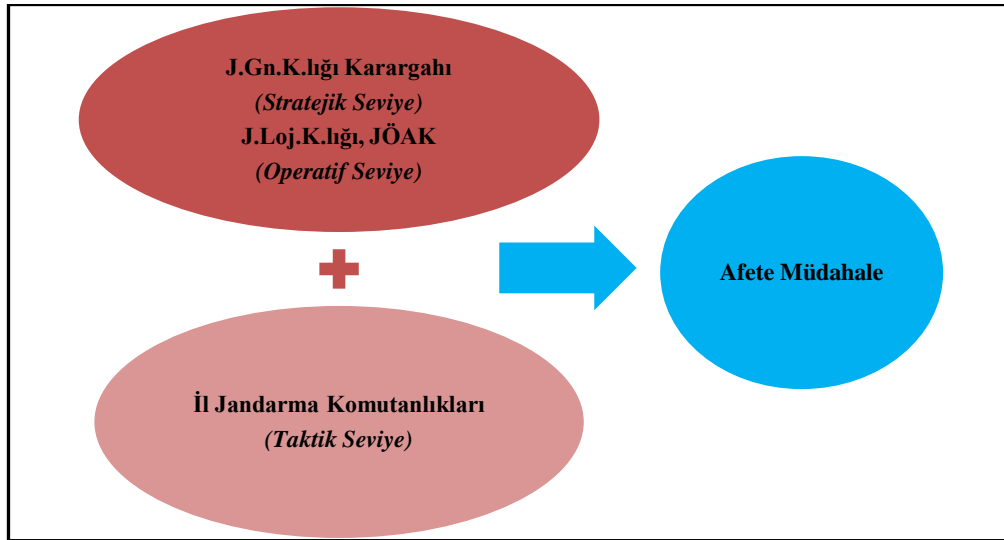 J.Gn.K.lığı Karargahı
(Stratejik Seviye)
J.Loj.K.lığı, JÖAK
(Operatif Seviye)
İl Jandarma Komutanlıkları
(Taktik Seviye)
Afete Müdahale